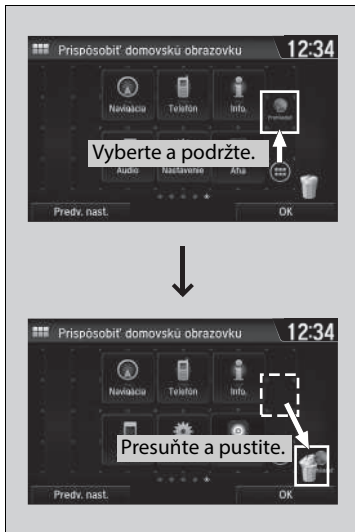 Prispôsobiť domovskú obrazovku 12:34
Navigácia Telefón Info.
Vyberte a podržte.
Audio Nastavenie Aha
Predv. nast. OK
Prispôsobiť domovskú obrazovku 12:34
Navigácia Telefón Info.
Presuňte a pustite.
Predv. nast. OK